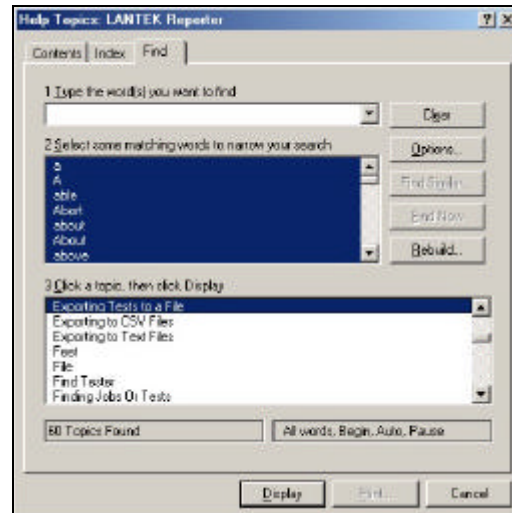 Help Topics: LANTEK Reporter
Contents Index Find
1 Type the word(s) you want to find
Clear
2 Select some matching words to narrow your search
Options...
a
A
able
Abort
about
About
above
Find Similar...
Find Now
Rebuild...
3 Click a topic, then click Display
Exporting Tests to a File
Exporting to CSV Files
Exporting to Text Files
Feet
File
Find Tester
Finding Jobs Or Tests
60 Topics Found
All words, Begin, Auto, Pause
Display
Print...
Cancel